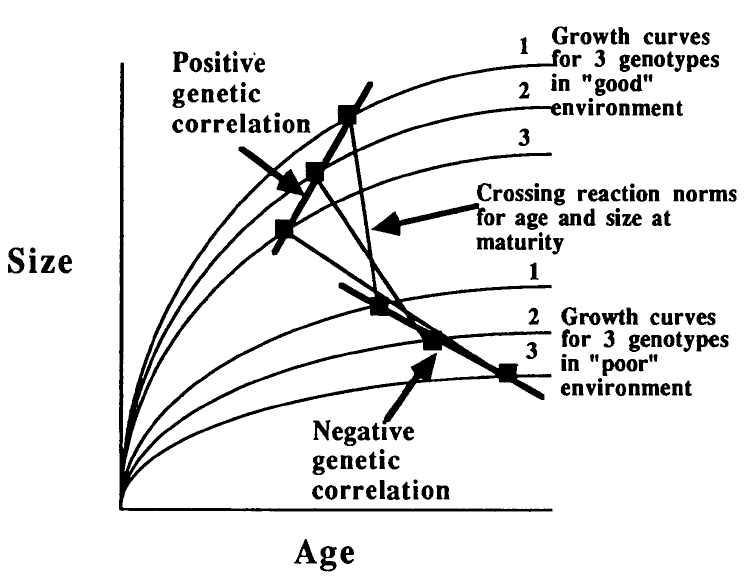 Positive
genetic
correlation
1
Growth curves
for 3 genotypes
in "good"
environment
2
3
Crossing reaction norms
for age and size at
maturity
Size
1
2
3
Growth curves
for 3 genotypes
in "poor"
environment
Negative
genetic
correlation
Age